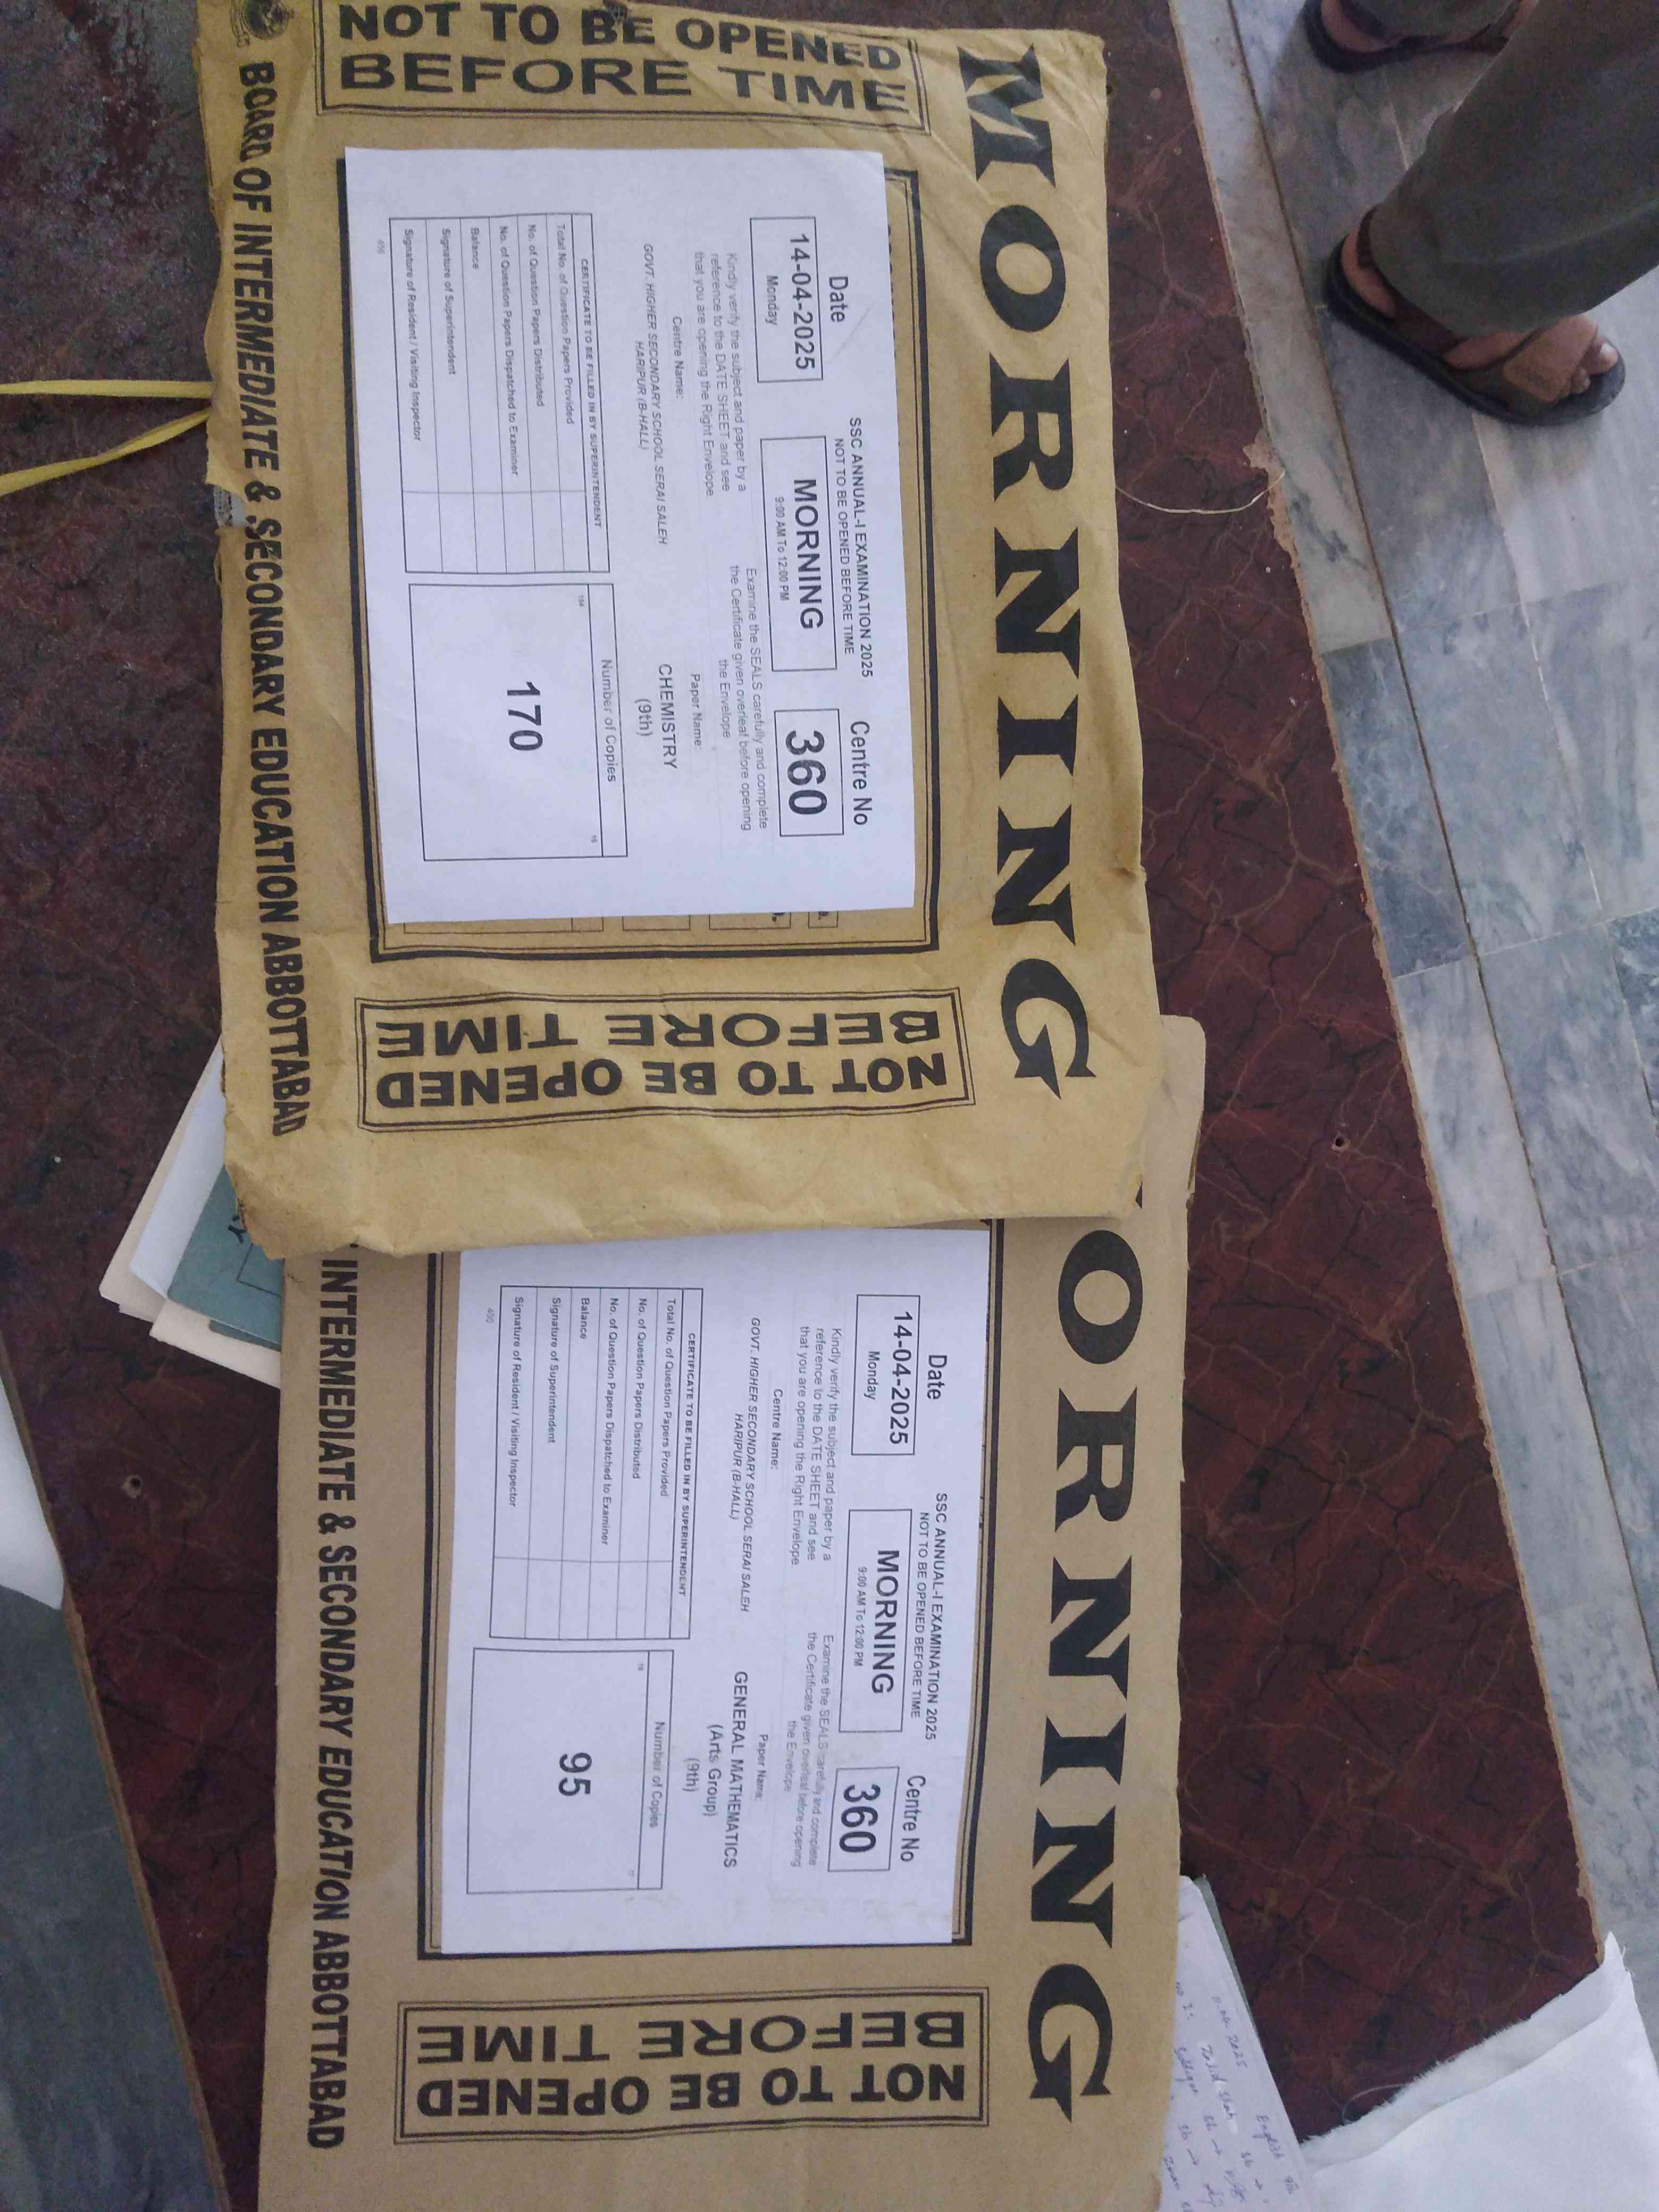 MORNING
NOT TO BE OPENED
BEFORE TIME
SSC ANNUAL-I EXAMINATION 2025
NOT TO BE OPENED BEFORE TIME
Date
Centre No
14-04-2025
Monday
MORNING
9:00 AM To 12:00 PM
360
Kindly verify the subject and paper by a
reference to the DATE SHEET and see
that you are opening the Right Envelope
Examine the SEALS carefully and complete
the Certificate given overleaf before opening
the Envelope
Centre Name:
GOVT. HIGHER SECONDARY SCHOOL SERAI SALEH
HARIPUR (B-HALL)
Paper Name:
CHEMISTRY
(9th)
CERTIFICATE TO BE FILLED IN BY SUPERINTENDENT
Total No. of Question Papers Provided
No. of Question Papers Distributed
No. of Question Papers Dispatched to Examiner
Balance
Signature of Superintendent
Signature of Resident / Visiting Inspector
Number of Copies
170
NOT TO BE OPENED
BEFORE TIME
BOARD OF INTERMEDIATE & SECONDARY EDUCATION ABBOTTABAD
ORNING
SSC ANNUAL-I EXAMINATION 2025
NOT TO BE OPENED BEFORE TIME
Date
Centre No
14-04-2025
Monday
MORNING
9:00 AM To 12:00 PM
360
Kindly verify the subject and paper by a
reference to the DATE SHEET and see
that you are opening the Right Envelope
Examine the SEALS carefully and complete
the Certificate given overleaf before opening
the Envelope
Centre Name:
GOVT. HIGHER SECONDARY SCHOOL SERAI SALEH
HARIPUR (B-HALL)
Paper Name:
GENERAL MATHEMATICS
(Arts Group)
(9th)
CERTIFICATE TO BE FILLED IN BY SUPERINTENDENT
Total No. of Question Papers Provided
No. of Question Papers Distributed
No. of Question Papers Dispatched to Examiner
Balance
Signature of Superintendent
Signature of Resident / Visiting Inspector
Number of Copies
95
NOT TO BE OPENED
BEFORE TIME
INTERMEDIATE & SECONDARY EDUCATION ABBOTTABAD